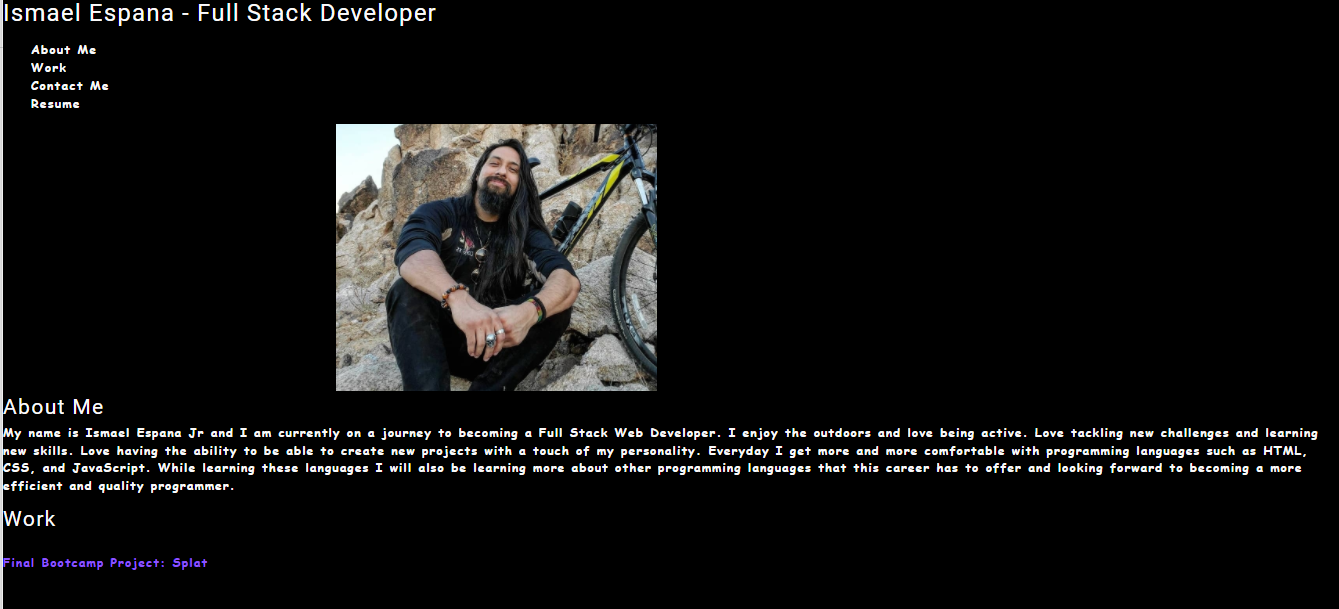 Ismael Espana - Full Stack Developer
About Me
Work
Contact Me
Resume
About Me
My name is Ismael Espana Jr and I am currently on a journey to becoming a Full Stack Web Developer. I enjoy the outdoors and love being active. Love tackling new challenges and learning
new skills. Love having the ability to be able to create new projects with a touch of my personality. Everyday I get more and more comfortable with programming languages such as HTML,
CSS, and JavaScript. While learning these languages I will also be learning more about other programming languages that this career has to offer and looking forward to becoming a more
efficient and quality programmer.
Work
Final Bootcamp Project: Splat